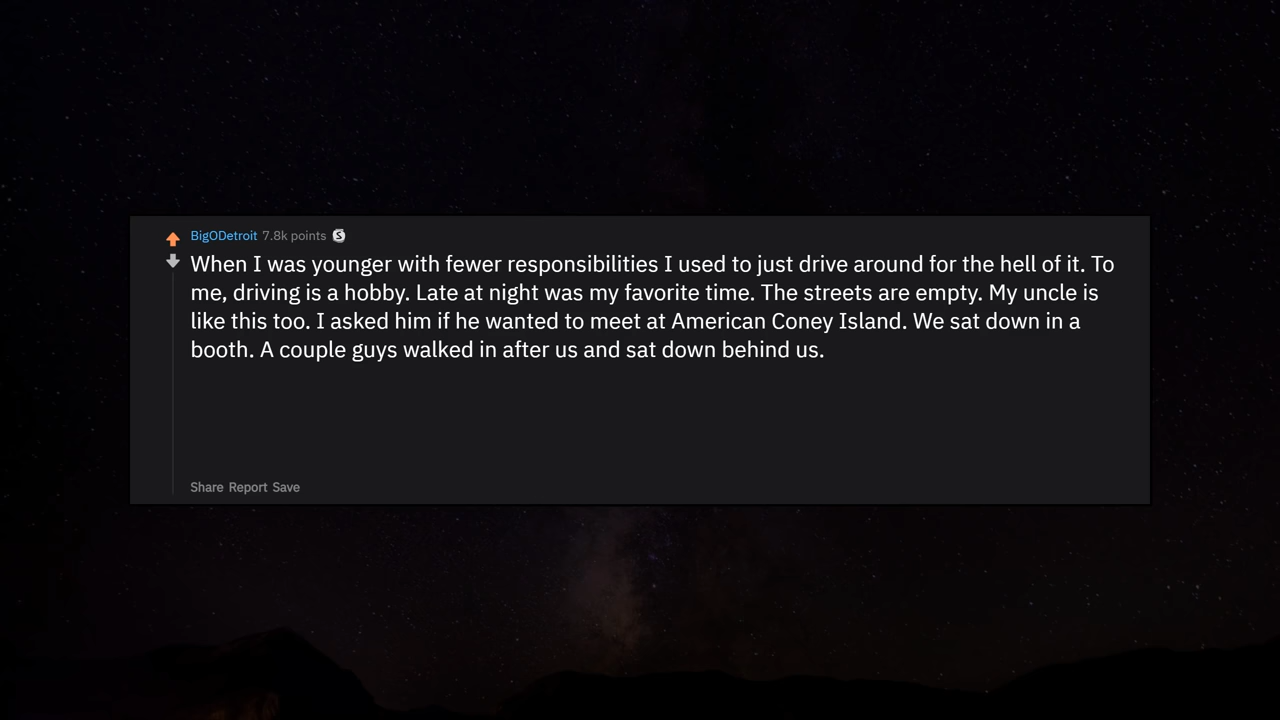 BigODetroit 7.8k points
When I was younger with fewer responsibilities I used to just drive around for the hell of it. To
me, driving is a hobby. Late at night was my favorite time. The streets are empty. My uncle is
like this too. I asked him if he wanted to meet at American Coney Island. We sat down in a
booth. A couple guys walked in after us and sat down behind us.
Share Report Save